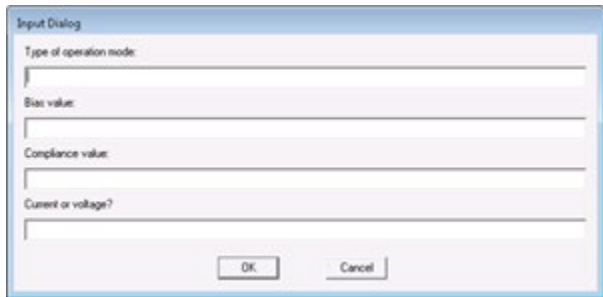 Input Dialog
Type of operation mode:
Bias value:
Compliance value:
Current or voltage?
OK Cancel